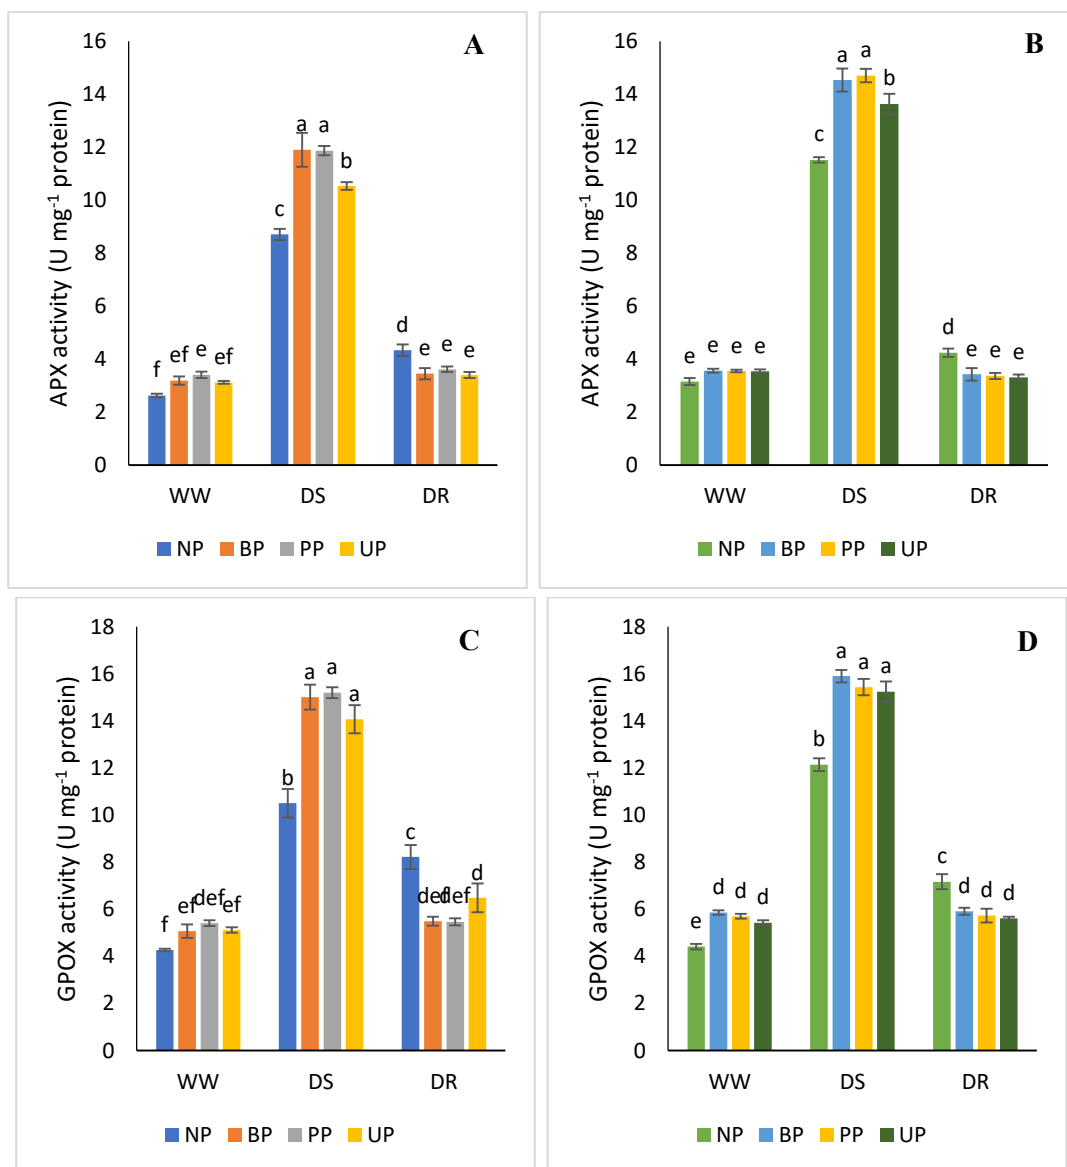 A
APX activity (U mg⁻¹ protein)
16
14
12
10
8
6
4
2
0
f ef e ef
c a a b
d e e e
WW DS DR
NP BP PP UP
B
APX activity (U mg⁻¹ protein)
16
14
12
10
8
6
4
2
0
e e e e
c a a b
d e e e
WW DS DR
NP BP PP UP
C
GPOX activity (U mg⁻¹ protein)
18
16
14
12
10
8
6
4
2
0
f ef def ef
b a a a
c def def d
WW DS DR
NP BP PP UP
D
GPOX activity (U mg⁻¹ protein)
18
16
14
12
10
8
6
4
2
0
e d d d
b a a a
c d d d
WW DS DR
NP BP PP UP